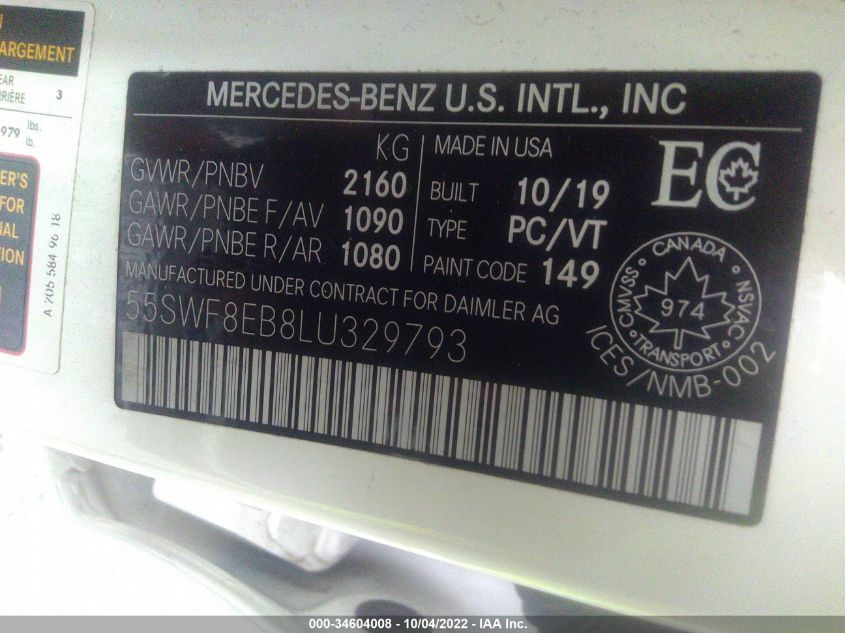 ARGEMENT
EAR
RIÈRE
3
979 lbs.
lb.
ER'S
FOR
NAL
TION
A 205 584 96 18
MERCEDES-BENZ U.S. INTL., INC
KG
GVWR/PNBV 2160
GAWR/PNBE F/AV 1090
GAWR/PNBE R/AR 1080
MADE IN USA
BUILT 10/19
TYPE PC/VT
PAINT CODE 149
EC
MANUFACTURED UNDER CONTRACT FOR DAIMLER AG
55SWF8EB8LU329793
CANADA
CMVSS
NSVAC
974
TRANSPORT
ICES/NMB-002
000-34604008 - 10/04/2022 - IAA Inc.